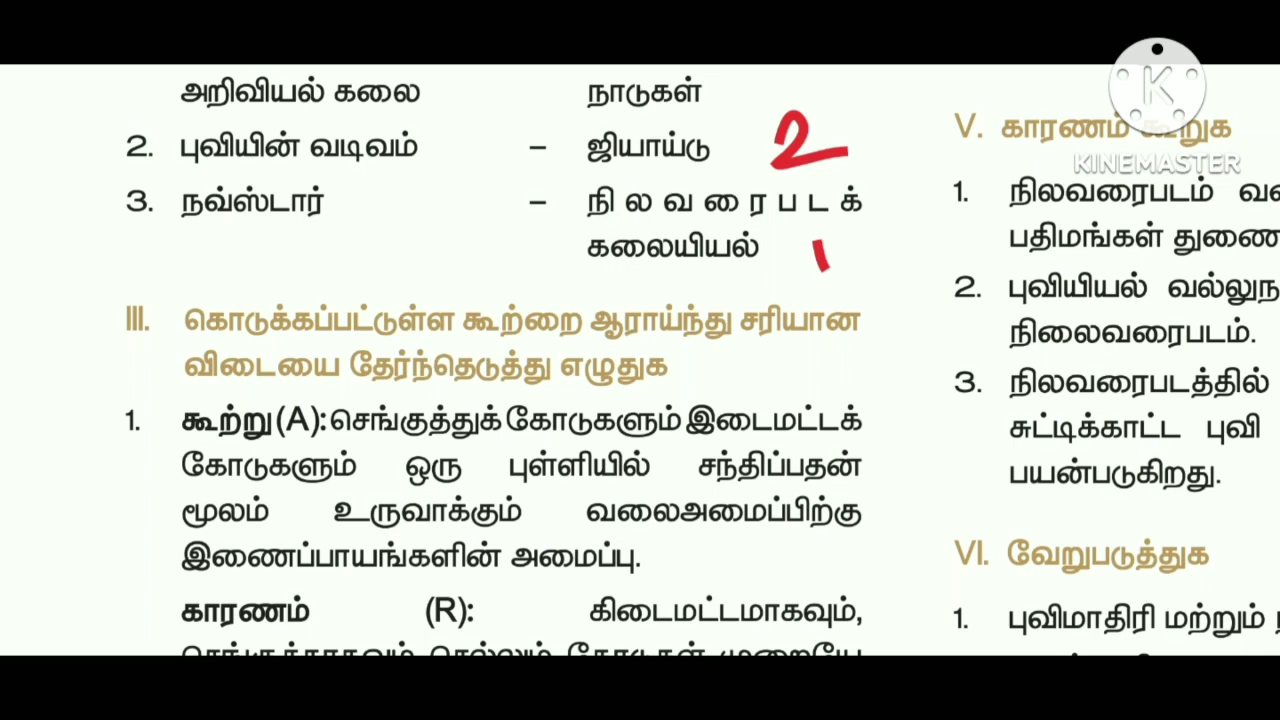 அறிவியல் கலை நாடுகள்
2. புவியின் வடிவம் – ஜியாய்டு 2
3. நவ்ஸ்டார் – நிலவரைபடக்
கலையியல் 1
III. கொடுக்கப்பட்டுள்ள கூற்றை ஆராய்ந்து சரியான
விடையை தேர்ந்தெடுத்து எழுதுக
1. கூற்று (A): செங்குத்துக் கோடுகளும் இடைமட்டக்
கோடுகளும் ஒரு புள்ளியில் சந்திப்பதன்
மூலம் உருவாக்கும் வலைஅமைப்பிற்கு
இணைப்பாயங்களின் அமைப்பு.
காரணம் (R): கிடைமட்டமாகவும்,
V. காரணம் கூறுக
1. நிலவரைபடம்
பதிமங்கள்
2. புவியியல்
நிலைவரைபடம்.
3. நிலவரைபடத்தில்
சுட்டிக்காட்ட புவி
பயன்படுகிறது.
VI. வேறுபடுத்துக
1. புவிமாதிரி மற்றும்
K
KINEMASTER